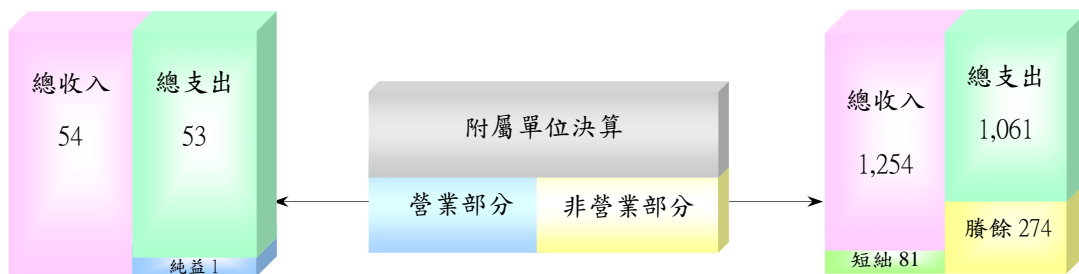 總收入
54
總支出
53
純益 1
附屬單位決算
營業部分
非營業部分
總收入
1,254
短絀 81
總支出
1,061
賸餘 274